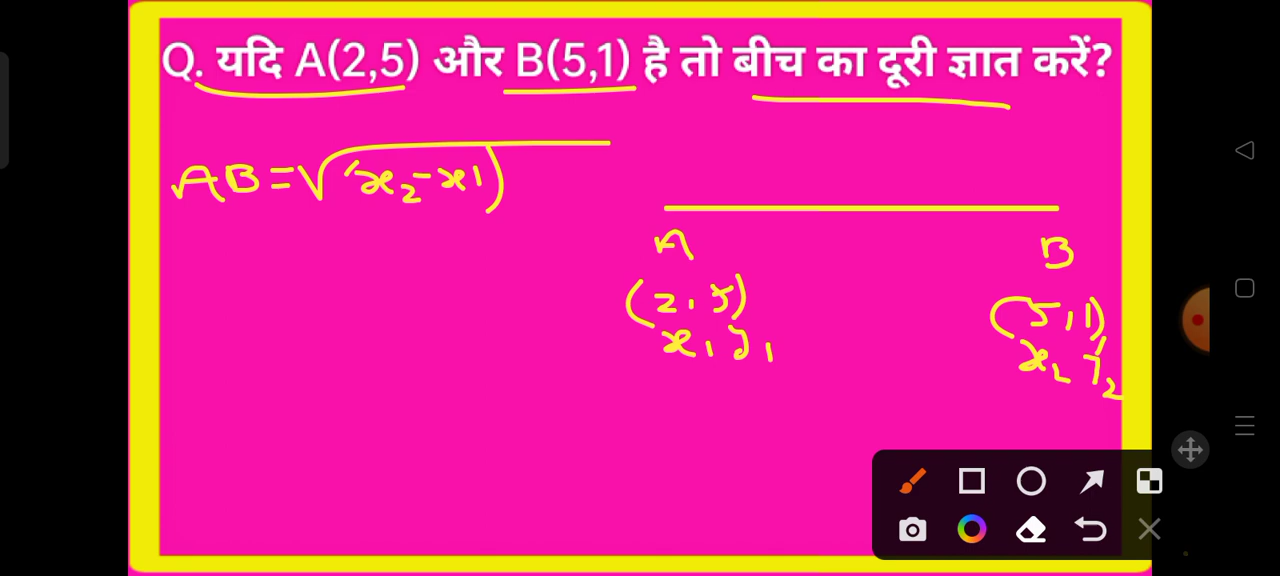 Q. यदि A(2,5) और B(5,1) है तो बीच का दूरी ज्ञात करें?
AB=√(x₂-x1)
A
B
(2,5)
(5,1)
x₁ y₁
x₂ y₂